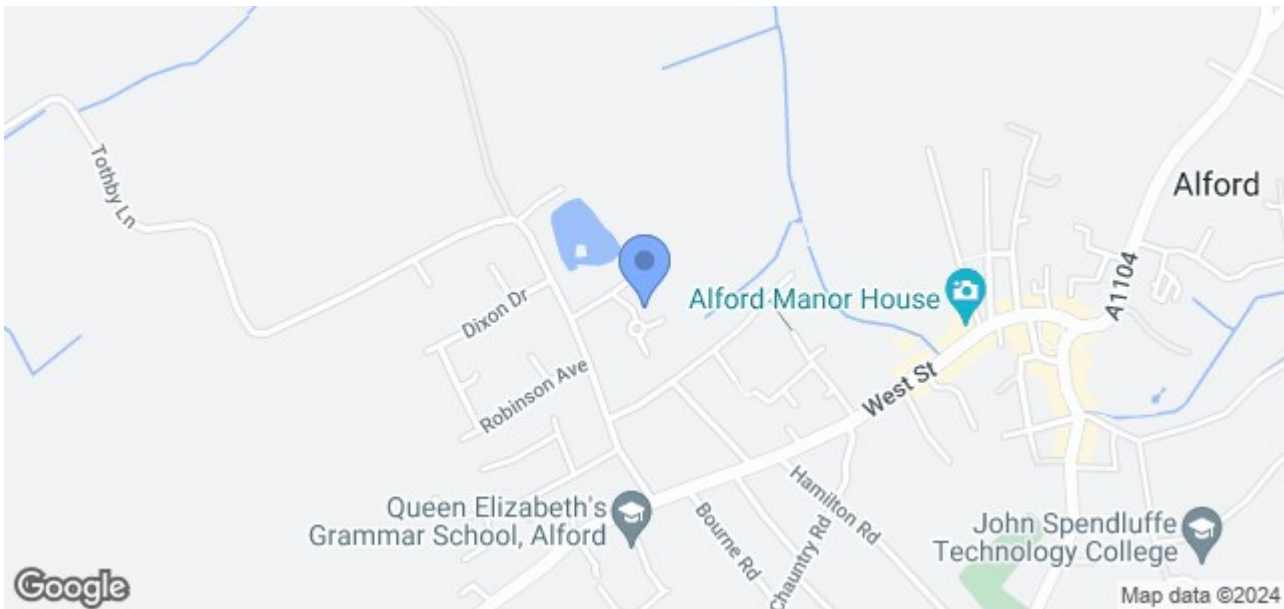 Tothby Ln
Alford
Dixon Dr
Alford Manor House
A1104
Robinson Ave
West St
Queen Elizabeth's
Grammar School, Alford
Hamilton Rd
Bourne Rd
Chauntry Rd
John Spendluffe
Technology College
Google
Map data ©2024